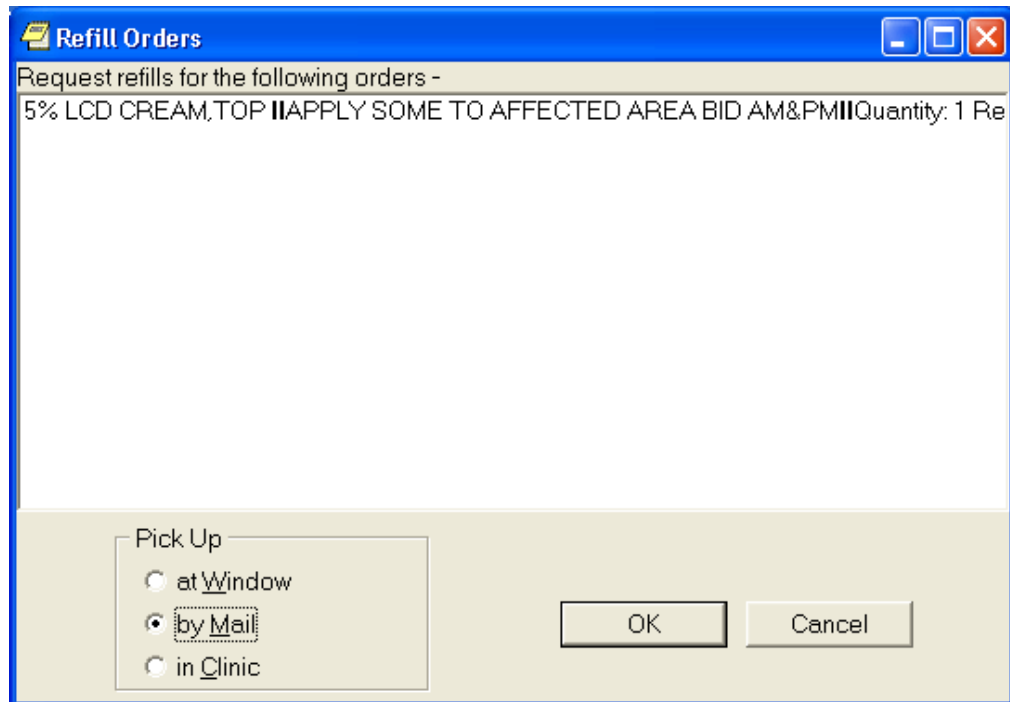 Refill Orders
Request refills for the following orders -
5% LCD CREAM,TOP \\APPLY SOME TO AFFECTED AREA BID AM&PM\\Quantity: 1 Re
Pick Up
at Window
by Mail
in Clinic
OK
Cancel